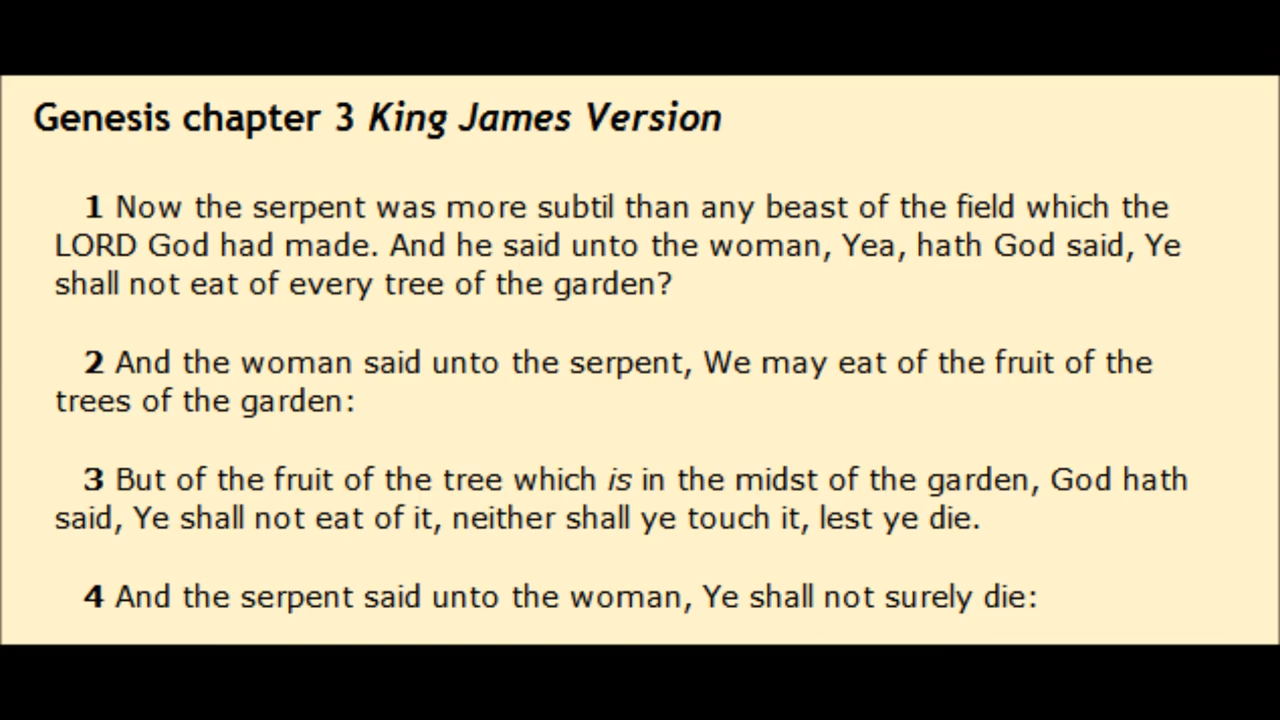 Genesis chapter 3 King James Version
1 Now the serpent was more subtil than any beast of the field which the
LORD God had made. And he said unto the woman, Yea, hath God said, Ye
shall not eat of every tree of the garden?
2 And the woman said unto the serpent, We may eat of the fruit of the
trees of the garden:
3 But of the fruit of the tree which is in the midst of the garden, God hath
said, Ye shall not eat of it, neither shall ye touch it, lest ye die.
4 And the serpent said unto the woman, Ye shall not surely die: